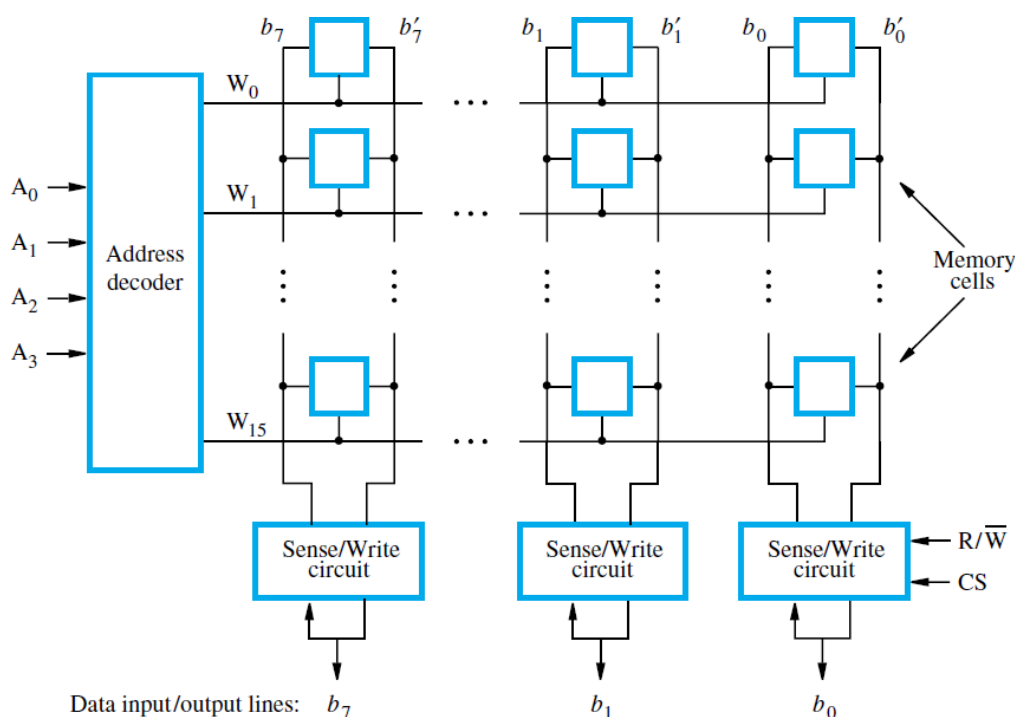 b7 b′7 b1 b′1 b0 b′0
W0 • • •
A0
W1 • • •
A1
Address
decoder
A2
A3
Memory
cells
W15 • • •
Sense/Write
circuit
Sense/Write
circuit
Sense/Write
circuit
R/W̅
CS
Data input/output lines: b7 b1 b0